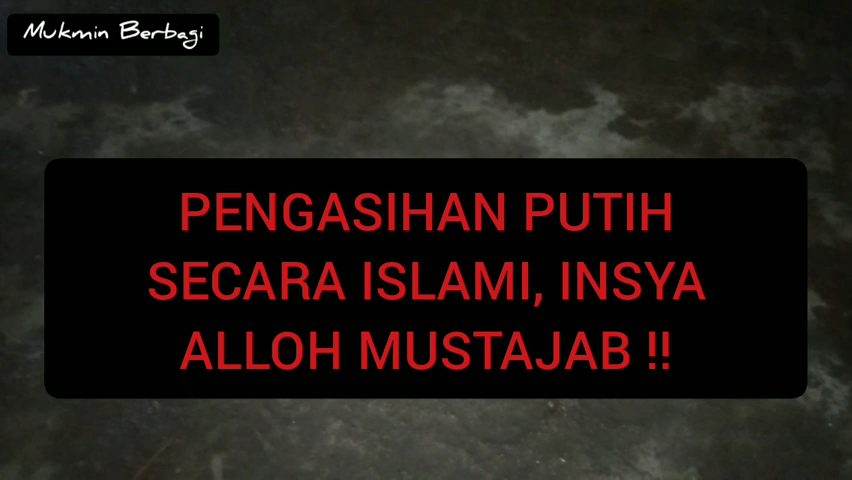 Mukmin Berbagi
PENGASIHAN PUTIH
SECARA ISLAMI, INSYA
ALLOH MUSTAJAB !!